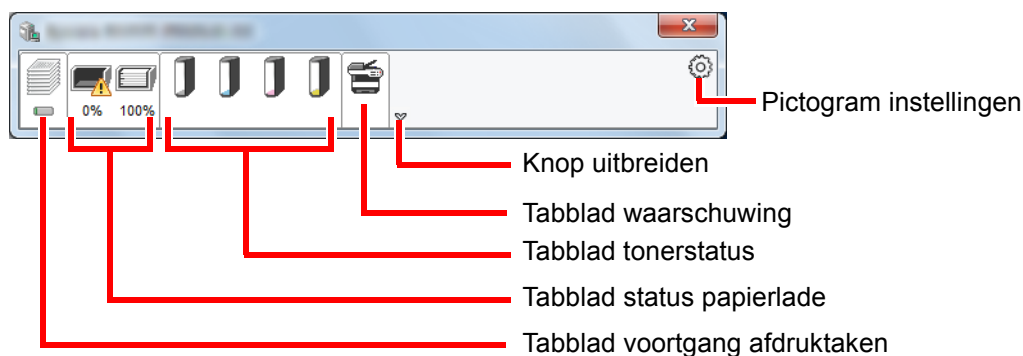 0%
100%
Pictogram instellingen
Knop uitbreiden
Tabblad waarschuwing
Tabblad tonerstatus
Tabblad status papierlade
Tabblad voortgang afdruktaken